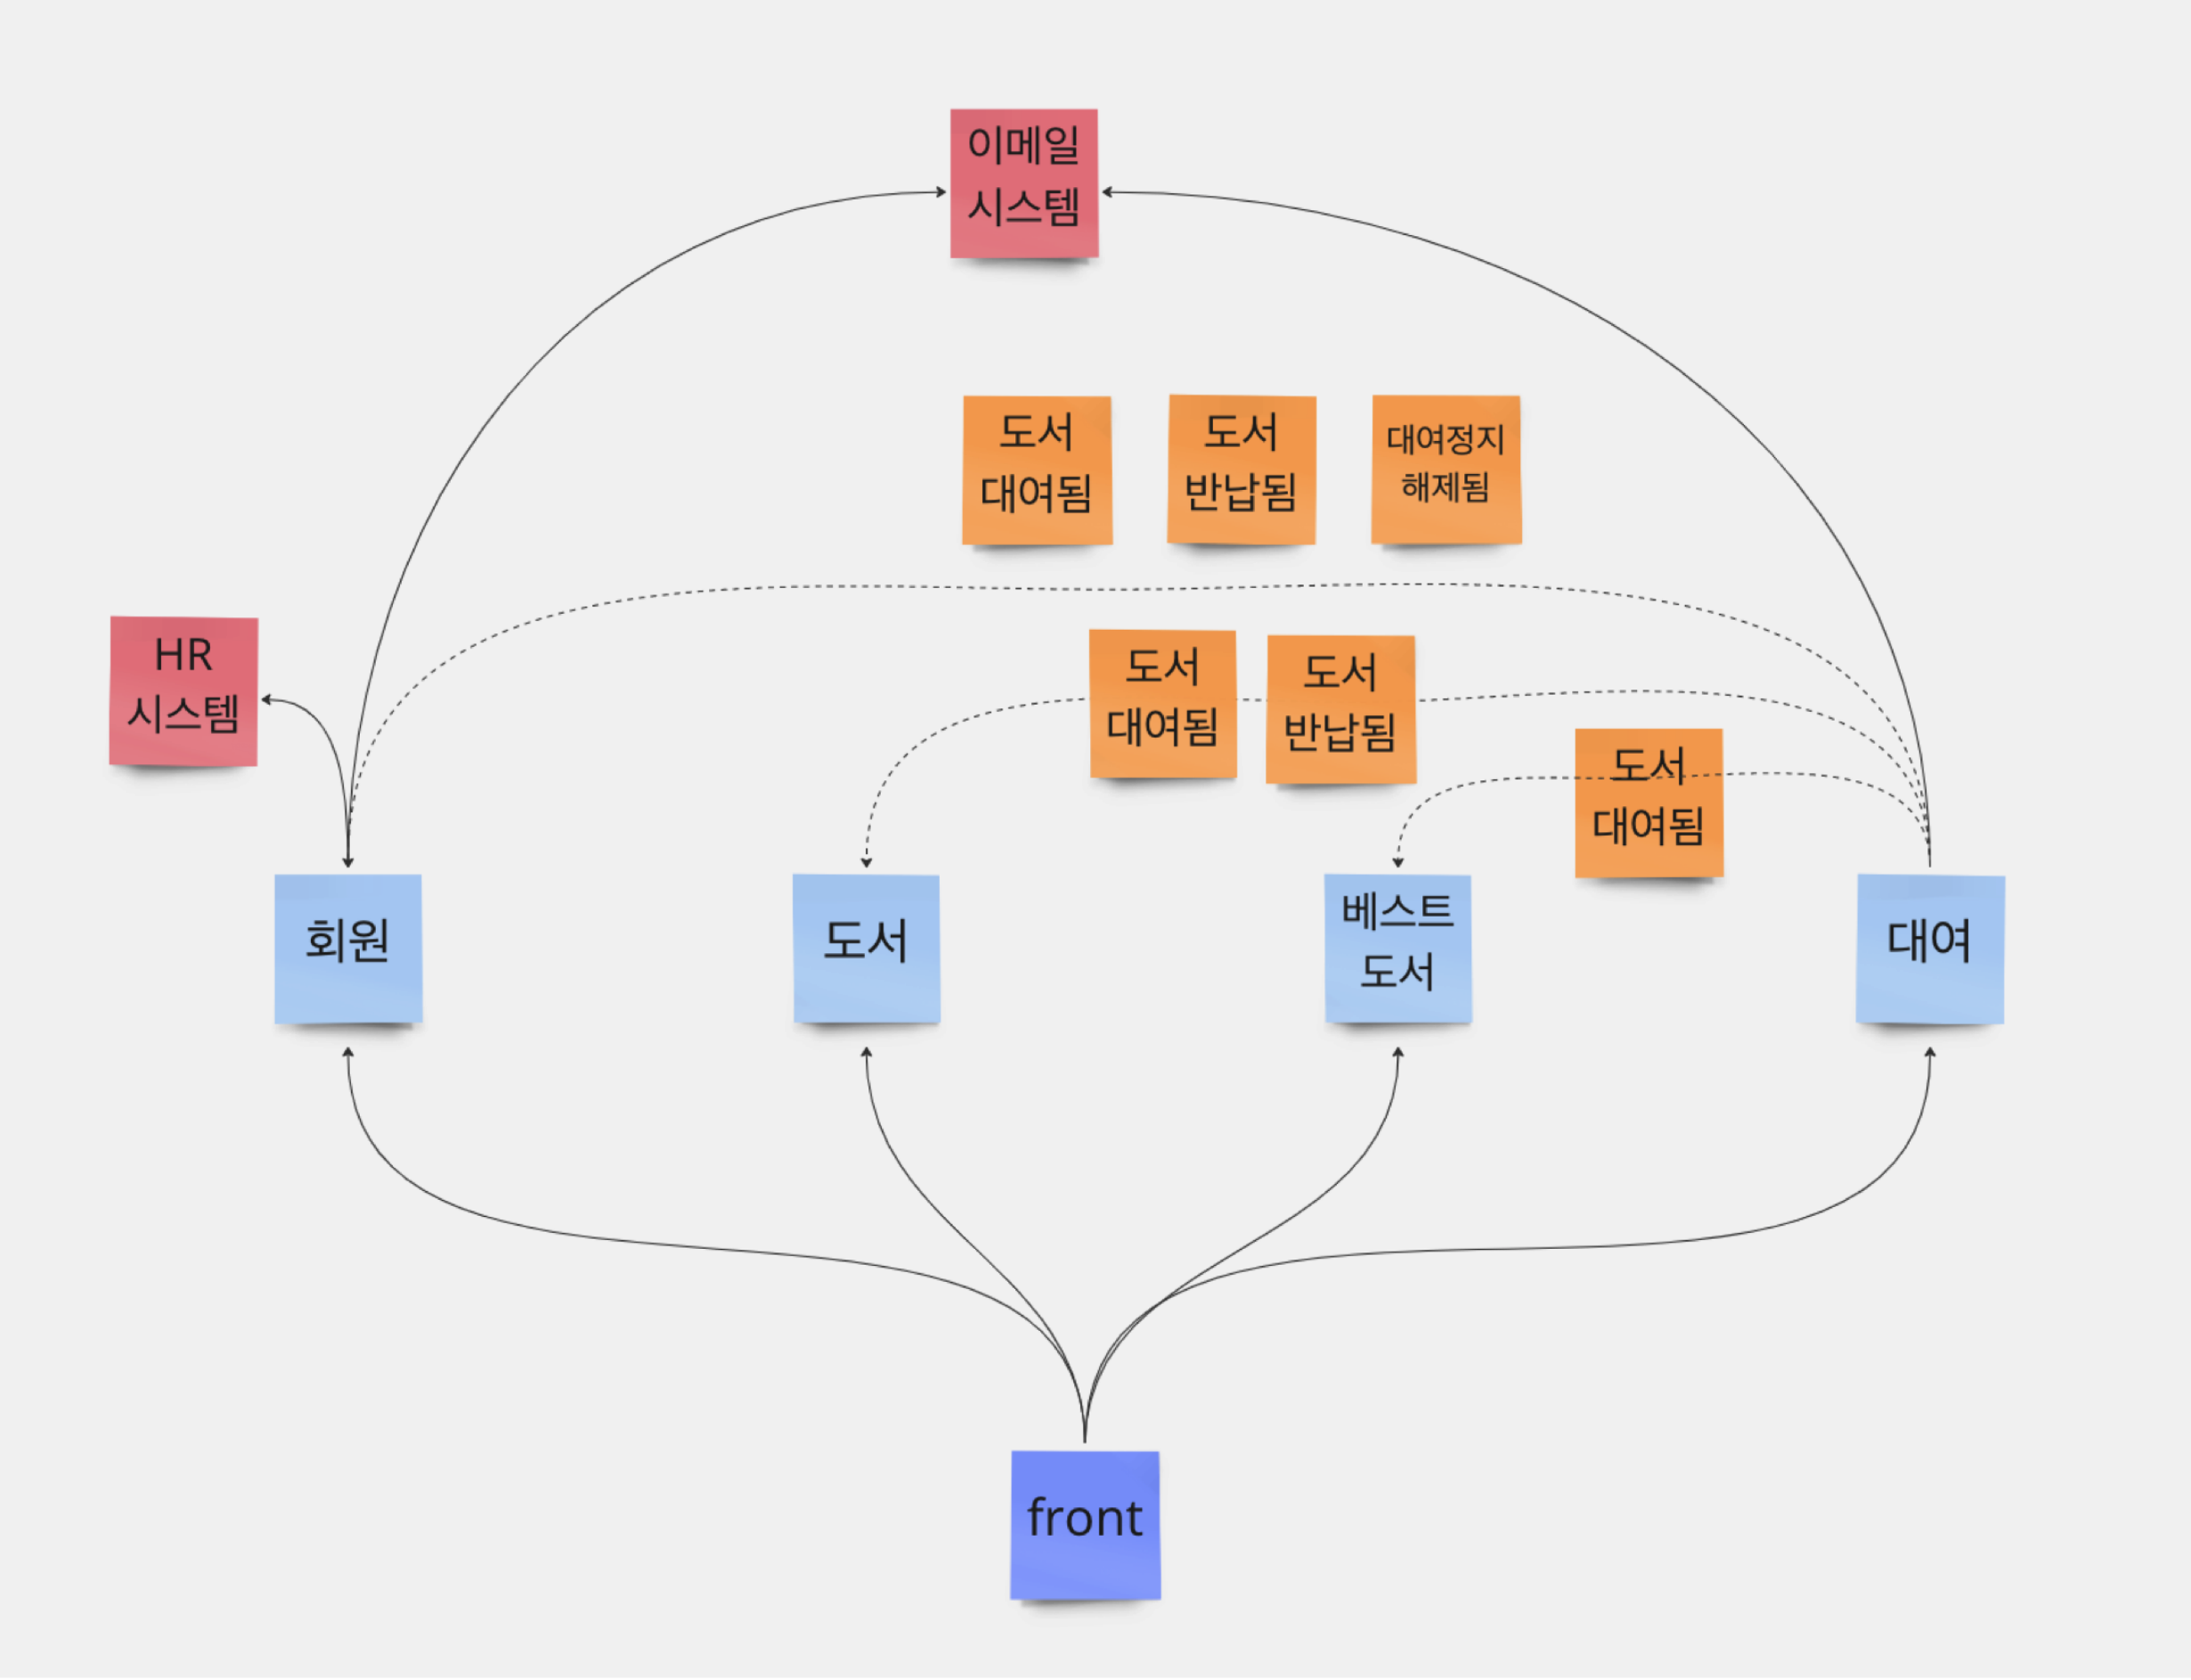 이메일
시스템
도서
대여됨
도서
반납됨
대여정지
해제됨
HR
시스템
도서
대여됨
도서
반납됨
도서
대여됨
회원
도서
베스트
도서
대여
front